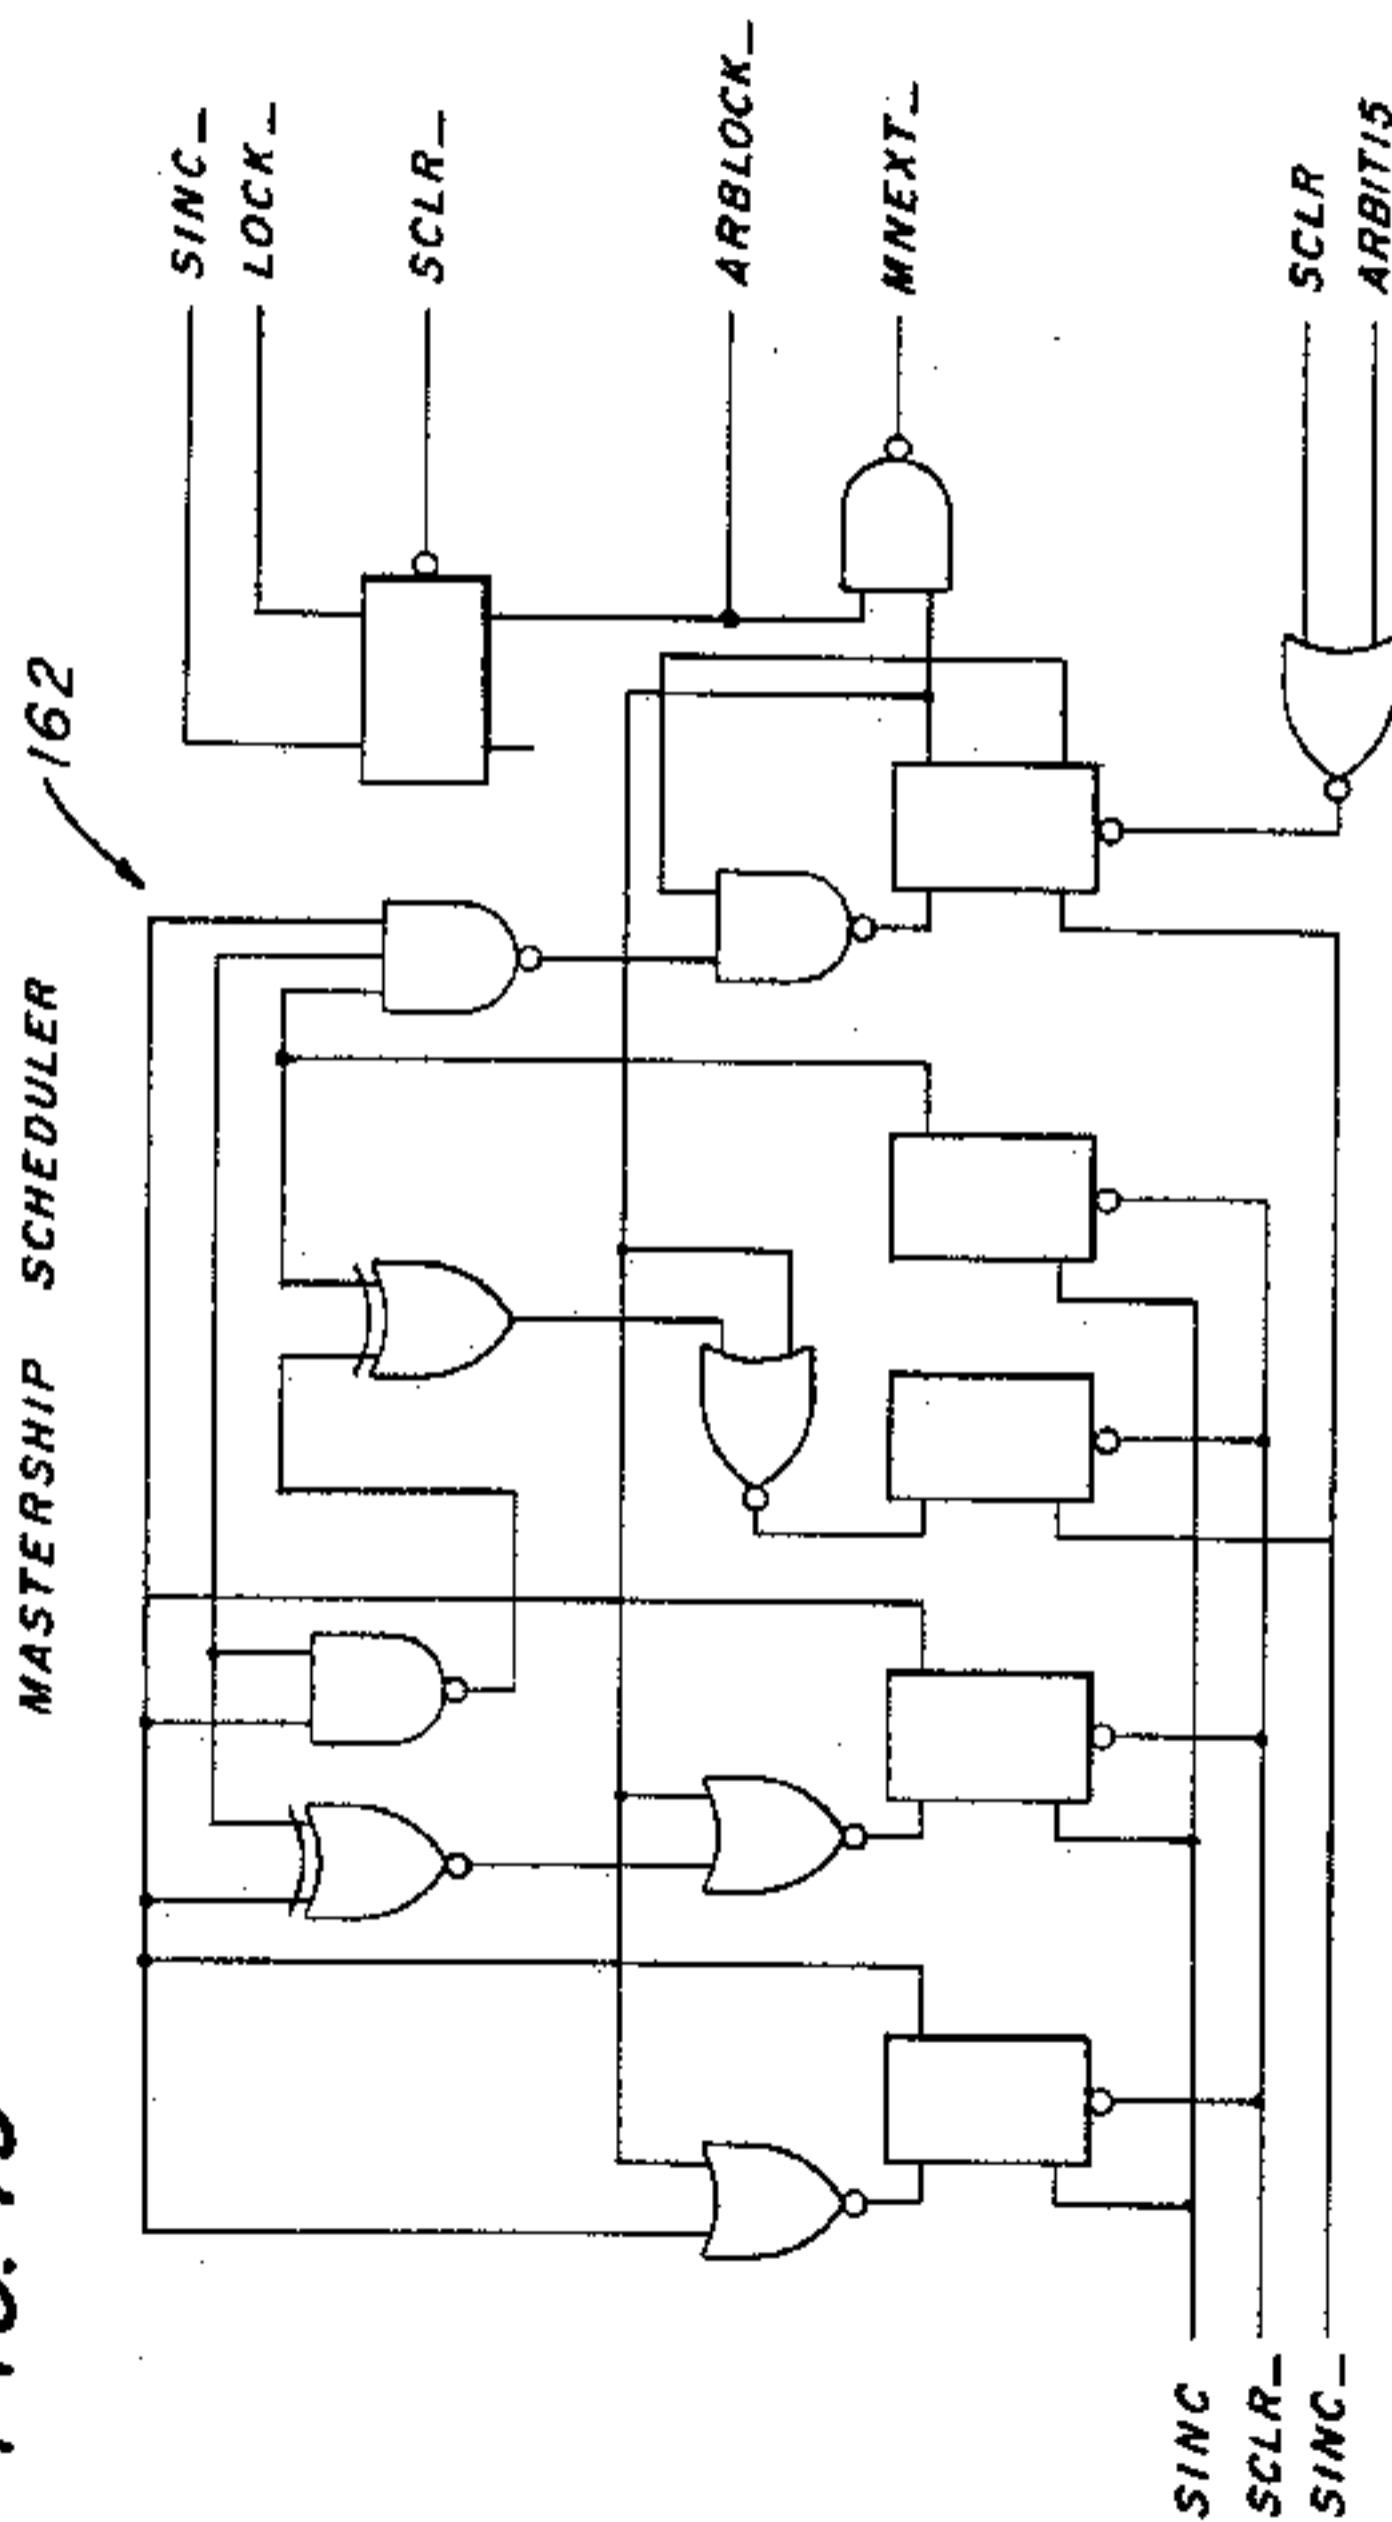 MASTERSHIP SCHEDULER
162
SINC_
LOCK_
SCLR_
ARBLOCK_
MNEXT_
SCLR
ARBIT15
SINC
SCLR_
SINC_